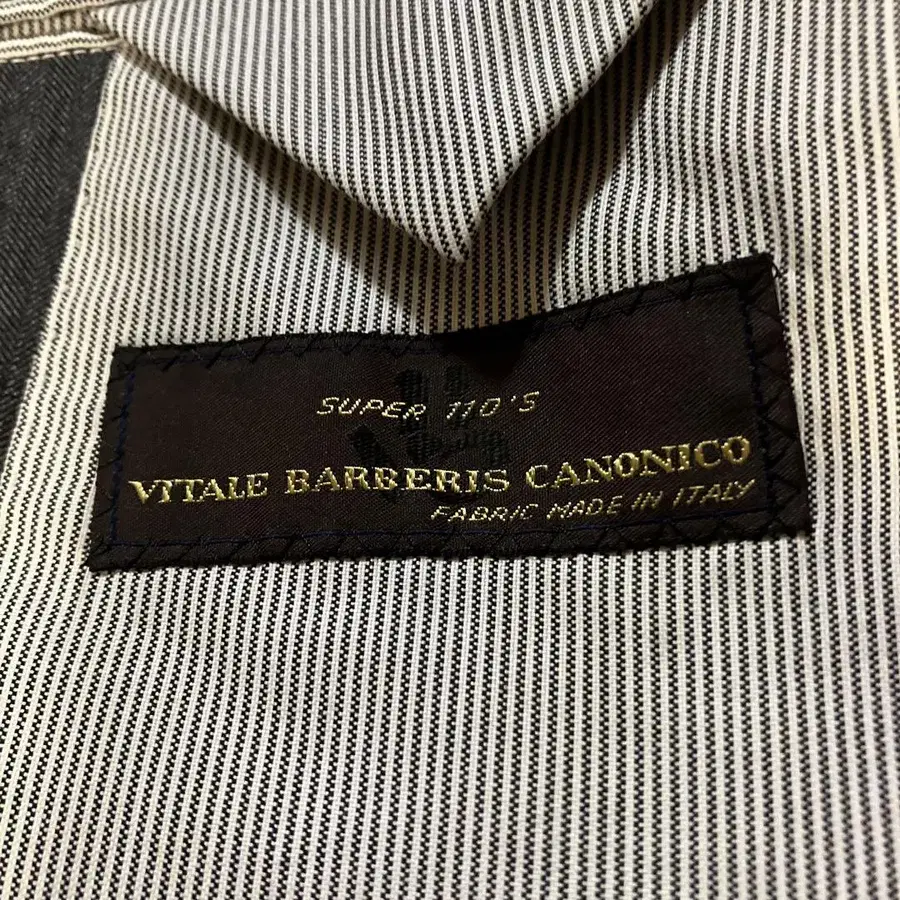 SUPER 110'S
VITALE BARBERIS CANONICO
FABRIC MADE IN ITALY